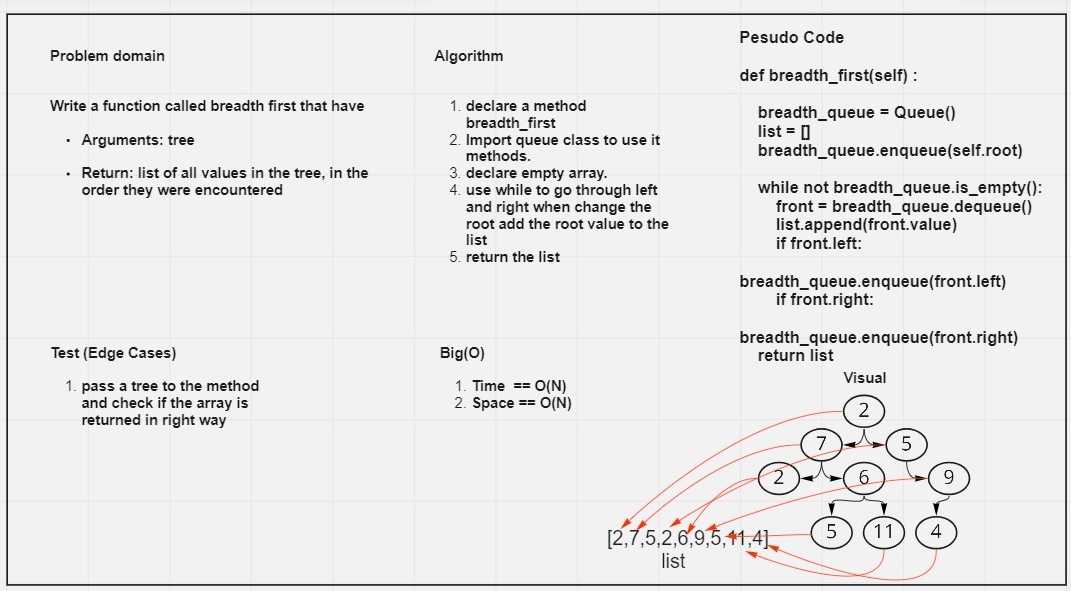 Problem domain
Write a function called breadth first that have
• Arguments: tree
• Return: list of all values in the tree, in the
order they were encountered
Algorithm
1. declare a method
breadth_first
2. Import queue class to use it
methods.
3. declare empty array.
4. use while to go through left
and right when change the
root add the root value to the
list
5. return the list
Pesudo Code
def breadth_first(self) :
breadth_queue = Queue()
list = []
breadth_queue.enqueue(self.root)
while not breadth_queue.is_empty():
front = breadth_queue.dequeue()
list.append(front.value)
if front.left:
breadth_queue.enqueue(front.left)
if front.right:
breadth_queue.enqueue(front.right)
return list
Test (Edge Cases)
1. pass a tree to the method
and check if the array is
returned in right way
Big(O)
1. Time == O(N)
2. Space == O(N)
Visual
2
7 5
2 6 9
5 11 4
[2,7,5,2,6,9,5,11,4]
list